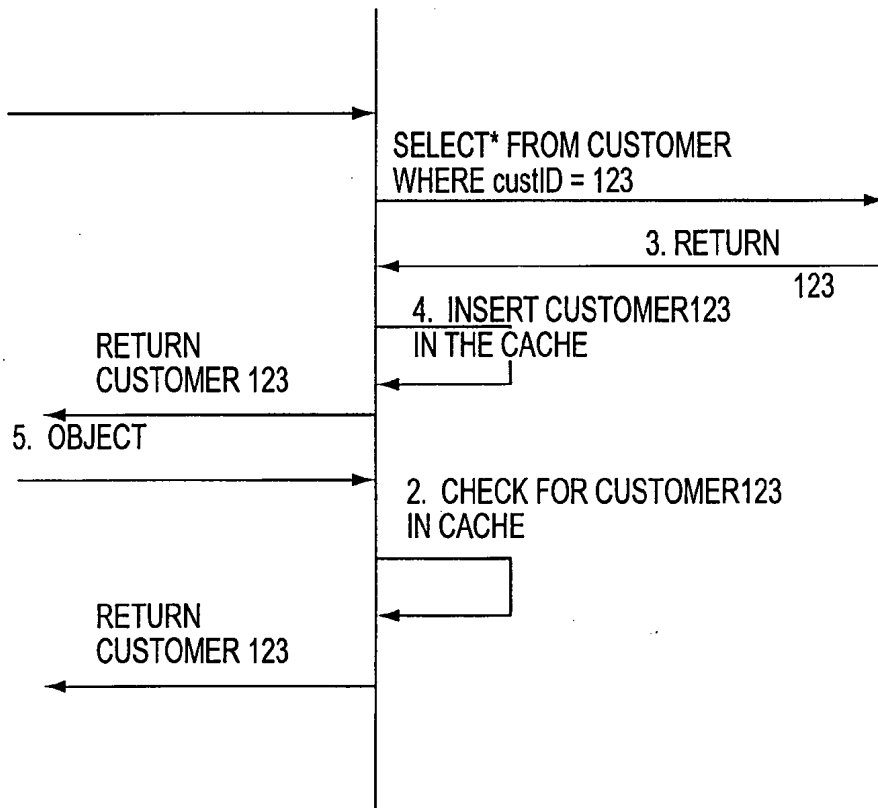 SELECT* FROM CUSTOMER
WHERE custID = 123
3. RETURN
123
4. INSERT CUSTOMER123
IN THE CACHE
RETURN
CUSTOMER 123
5. OBJECT
2. CHECK FOR CUSTOMER123
IN CACHE
RETURN
CUSTOMER 123